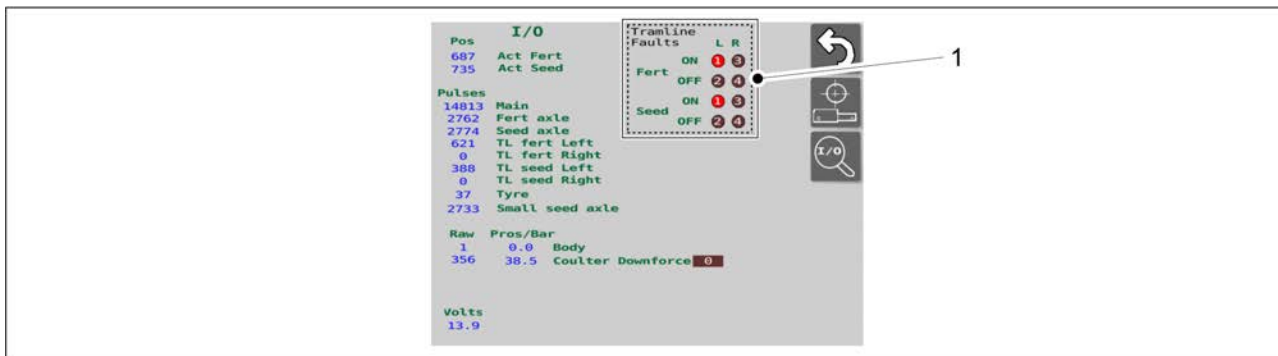 I/O
Pos
687 Act Fert
735 Act Seed
Pulses
14813 Main
2762 Fert axle
2774 Seed axle
621 TL fert Left
0 TL fert Right
388 TL seed Left
0 TL seed Right
37 Tyre
2733 Small seed axle
Raw Pros/Bar
1 0.0 Body
356 38.5 Coulter Downforce 0
Volts
13.9
Tramline
Faults L R
Fert
ON 1 3
OFF 2 4
Seed
ON 1 3
OFF 2 4
I/O
1